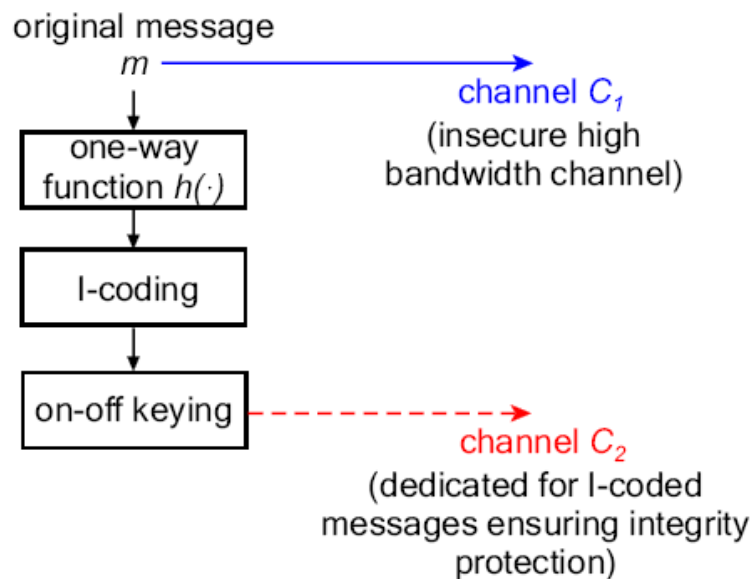 original message
m
channel C₁
(insecure high
bandwidth channel)
one-way
function h(·)
I-coding
on-off keying
channel C₂
(dedicated for I-coded
messages ensuring integrity
protection)